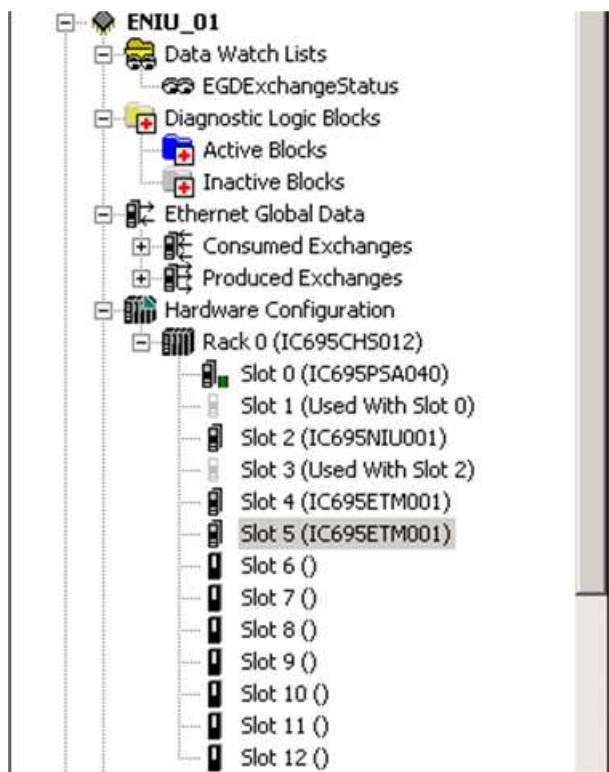 ENIU_01
Data Watch Lists
EGDExchangeStatus
Diagnostic Logic Blocks
Active Blocks
Inactive Blocks
Ethernet Global Data
Consumed Exchanges
Produced Exchanges
Hardware Configuration
Rack 0 (IC695CHS012)
Slot 0 (IC695PSA040)
Slot 1 (Used With Slot 0)
Slot 2 (IC695NIU001)
Slot 3 (Used With Slot 2)
Slot 4 (IC695ETM001)
Slot 5 (IC695ETM001)
Slot 6 ()
Slot 7 ()
Slot 8 ()
Slot 9 ()
Slot 10 ()
Slot 11 ()
Slot 12 ()